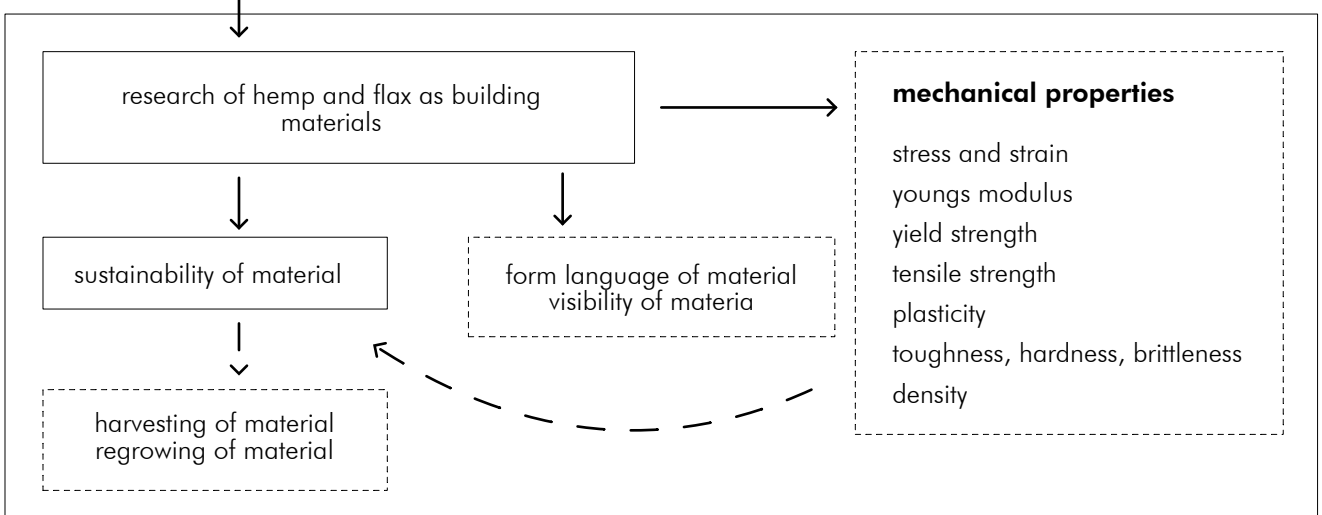 research of hemp and flax as building
materials
mechanical properties
stress and strain
youngs modulus
yield strength
tensile strength
plasticity
toughness, hardness, brittleness
density
sustainability of material
form language of material
visibility of materia
harvesting of material
regrowing of material